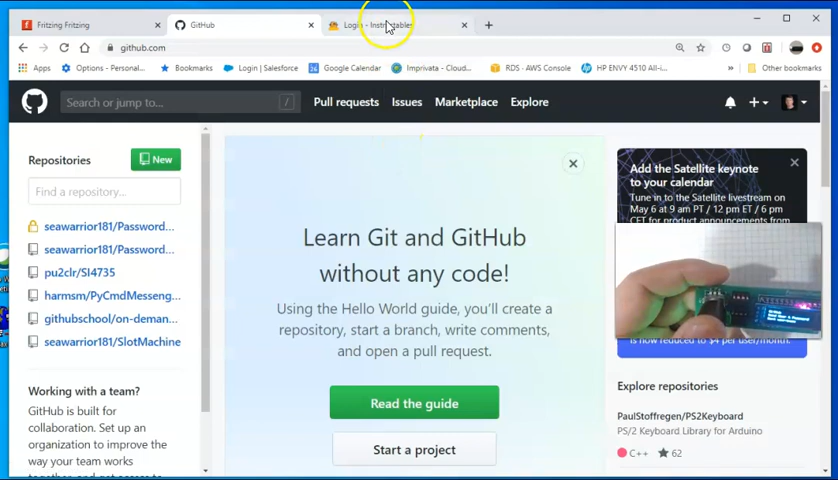 Fritzing Fritzing
GitHub
Login - Instructables
github.com
Apps
Options - Personal...
Bookmarks
Login | Salesforce
Google Calendar
Imprivata - Cloud...
RDS - AWS Console
HP ENVY 4510 All-i...
»
Other bookmarks
Search or jump to...
/
Pull requests
Issues
Marketplace
Explore
Repositories
New
Find a repository...
seawarrior181/Password...
seawarrior181/Password...
pu2clr/SI4735
harmsm/PyCmdMesseng...
githubschool/on-deman...
seawarrior181/SlotMachine
Working with a team?
GitHub is built for
collaboration. Set up an
organization to improve the
way your team works
Learn Git and GitHub
without any code!
Using the Hello World guide, you'll create a
repository, start a branch, write comments,
and open a pull request.
Read the guide
Start a project
Add the Satellite keynote
to your calendar
Tune in to the Satellite livestream on
May 6 at 9 am PT / 12 pm ET / 6 pm
CET for product announcements from
is now reduced to $4 per user/month.
Explore repositories
PaulStoffregen/PS2Keyboard
PS/2 Keyboard Library for Arduino
C++
62